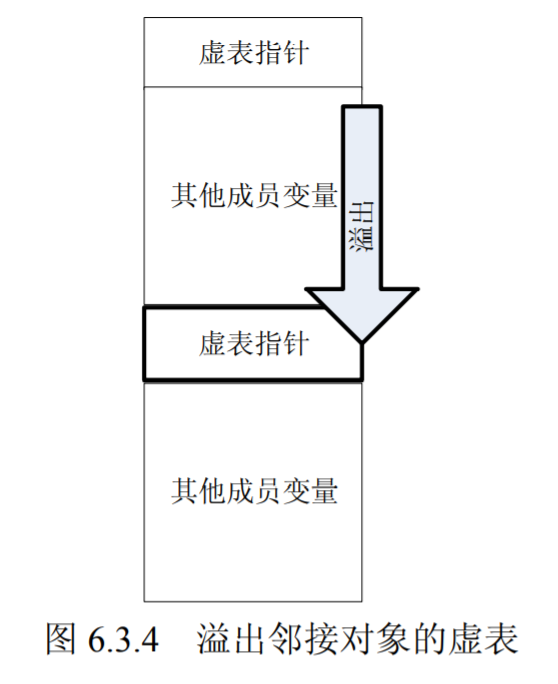 虚表指针
其他成员变量
溢出
虚表指针
其他成员变量
图 6.3.4 溢出邻接对象的虚表